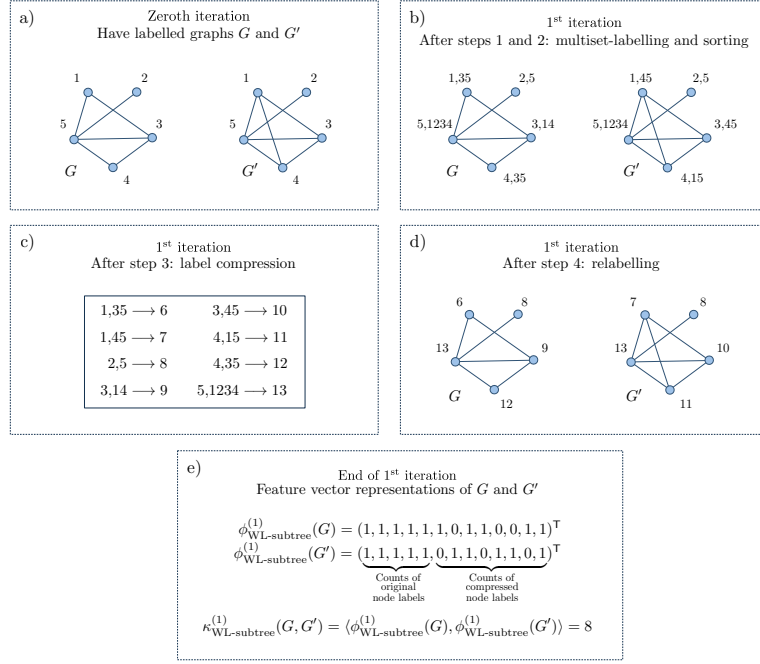 a)
Zeroth iteration
Have labelled graphs G and G′
1 2
5 3
G 4
1 2
5 3
G′ 4
b)
1st iteration
After steps 1 and 2: multiset-labelling and sorting
1,35 2,5
5,1234 3,14
G 4,35
1,45 2,5
5,1234 3,45
G′ 4,15
c)
1st iteration
After step 3: label compression
1,35 ⟶ 6 3,45 ⟶ 10
1,45 ⟶ 7 4,15 ⟶ 11
2,5 ⟶ 8 4,35 ⟶ 12
3,14 ⟶ 9 5,1234 ⟶ 13
d)
1st iteration
After step 4: relabelling
6 8
13 9
G 12
7 8
13 10
G′ 11
e)
End of 1st iteration
Feature vector representations of G and G′
ϕ^(1)_WL-subtree(G) = (1, 1, 1, 1, 1, 1, 0, 1, 1, 0, 0, 1, 1)^T
ϕ^(1)_WL-subtree(G′) = (1, 1, 1, 1, 1, 0, 1, 1, 0, 1, 1, 0, 1)^T
Counts of original node labels
Counts of compressed node labels
κ^(1)_WL-subtree(G, G′) = ⟨ϕ^(1)_WL-subtree(G), ϕ^(1)_WL-subtree(G′)⟩ = 8